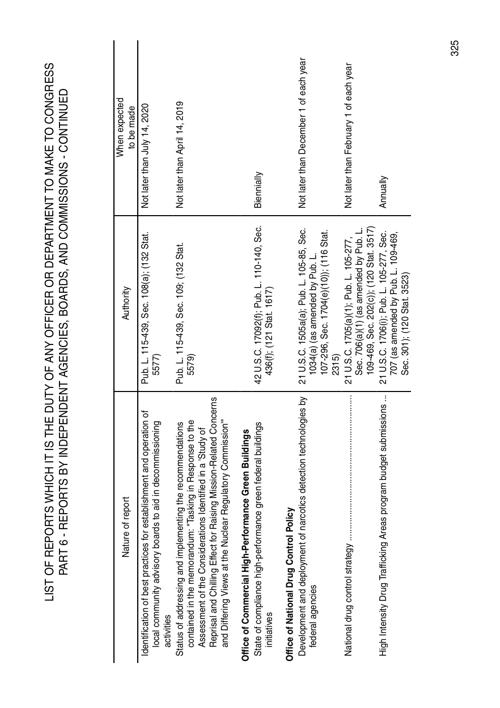 LIST OF REPORTS WHICH IT IS THE DUTY OF ANY OFFICER OR DEPARTMENT TO MAKE TO CONGRESS
PART 6 - REPORTS BY INDEPENDENT AGENCIES, BOARDS, AND COMMISSIONS - CONTINUED
Nature of report
Authority
When expected
to be made
Identification of best practices for establishment and operation of
local community advisory boards to aid in decommissioning
activities
Pub. L. 115-439, Sec. 108(a); (132 Stat.
5577)
Not later than July 14, 2020
Status of addressing and implementing the recommendations
contained in the memorandum: "Tasking in Response to the
Assessment of the Considerations Identified in a 'Study of
Reprisal and Chilling Effect for Raising Mission-Related Concerns
and Differing Views at the Nuclear Regulatory Commission'"
Pub. L. 115-439, Sec. 109; (132 Stat.
5579)
Not later than April 14, 2019
Office of Commercial High-Performance Green Buildings
State of compliance high-performance green federal buildings
initiatives
42 U.S.C. 17092(f); Pub. L. 110-140, Sec.
436(f); (121 Stat. 1617)
Biennially
Office of National Drug Control Policy
Development and deployment of narcotics detection technologies by
federal agencies
21 U.S.C. 1505a(a); Pub. L. 105-85, Sec.
1034(a) (as amended by Pub. L.
107-296, Sec. 1704(e)(10)); (116 Stat.
2315)
Not later than December 1 of each year
National drug control strategy ............................................................
21 U.S.C. 1705(a)(1); Pub. L. 105-277,
Sec. 706(a)(1) (as amended by Pub. L.
109-469, Sec. 202(c)); (120 Stat. 3517)
Not later than February 1 of each year
High Intensity Drug Trafficking Areas program budget submissions ...
21 U.S.C. 1706(i); Pub. L. 105-277, Sec.
707 (as amended by Pub. L. 109-469,
Sec. 301); (120 Stat. 3523)
Annually
325